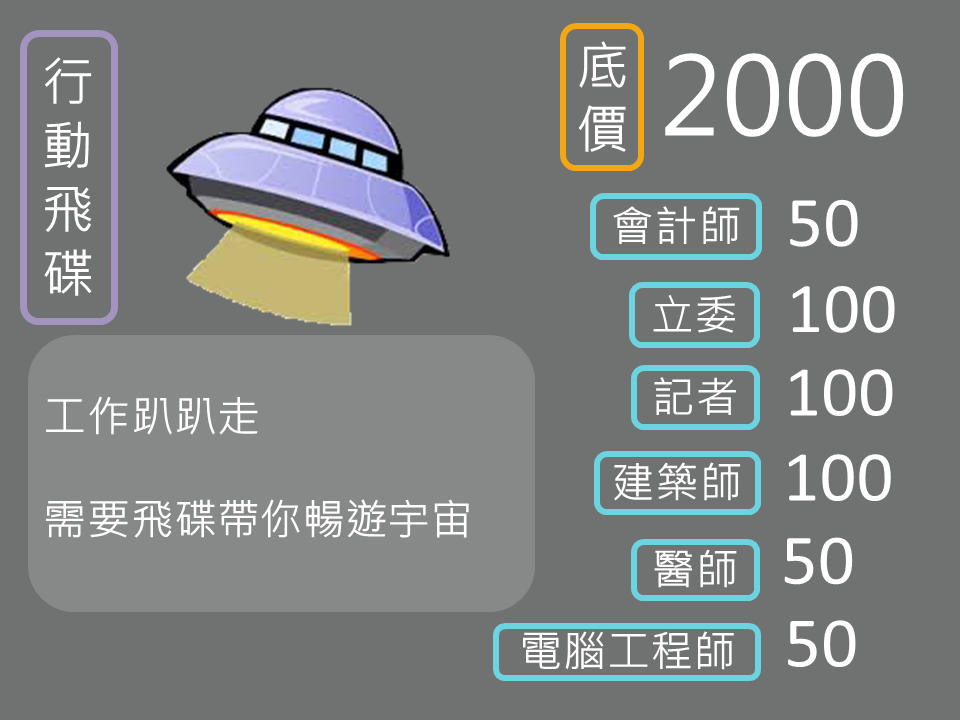 行動飛碟
底價 2000
會計師 50
立委 100
記者 100
建築師 100
醫師 50
電腦工程師 50
工作趴趴走
需要飛碟帶你暢遊宇宙